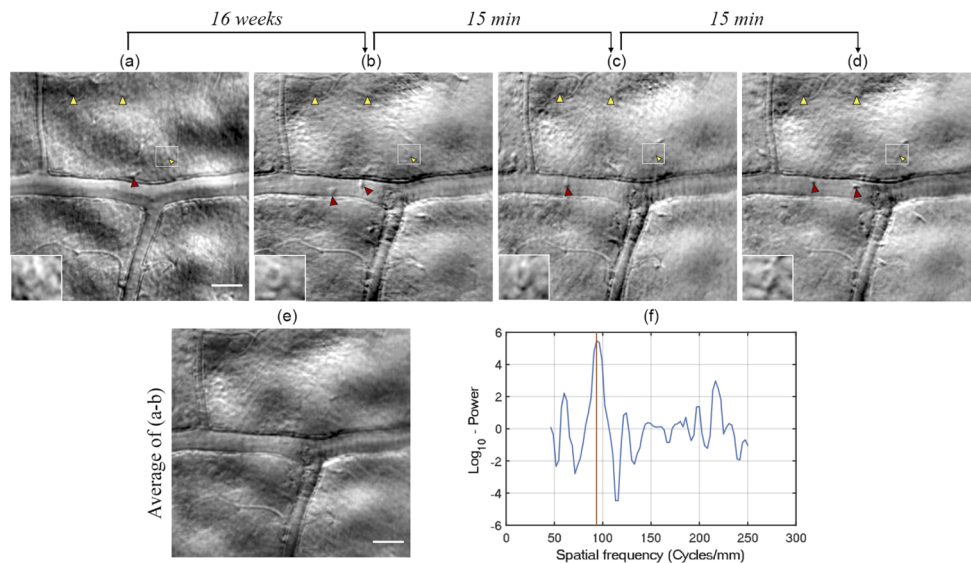 16 weeks 15 min 15 min
(a) (b) (c) (d)
(e) (f)
Average of (a-b)
Log10 - Power
6
4
2
0
-2
-4
-6
0 50 100 150 200 250 300
Spatial frequency (Cycles/mm)